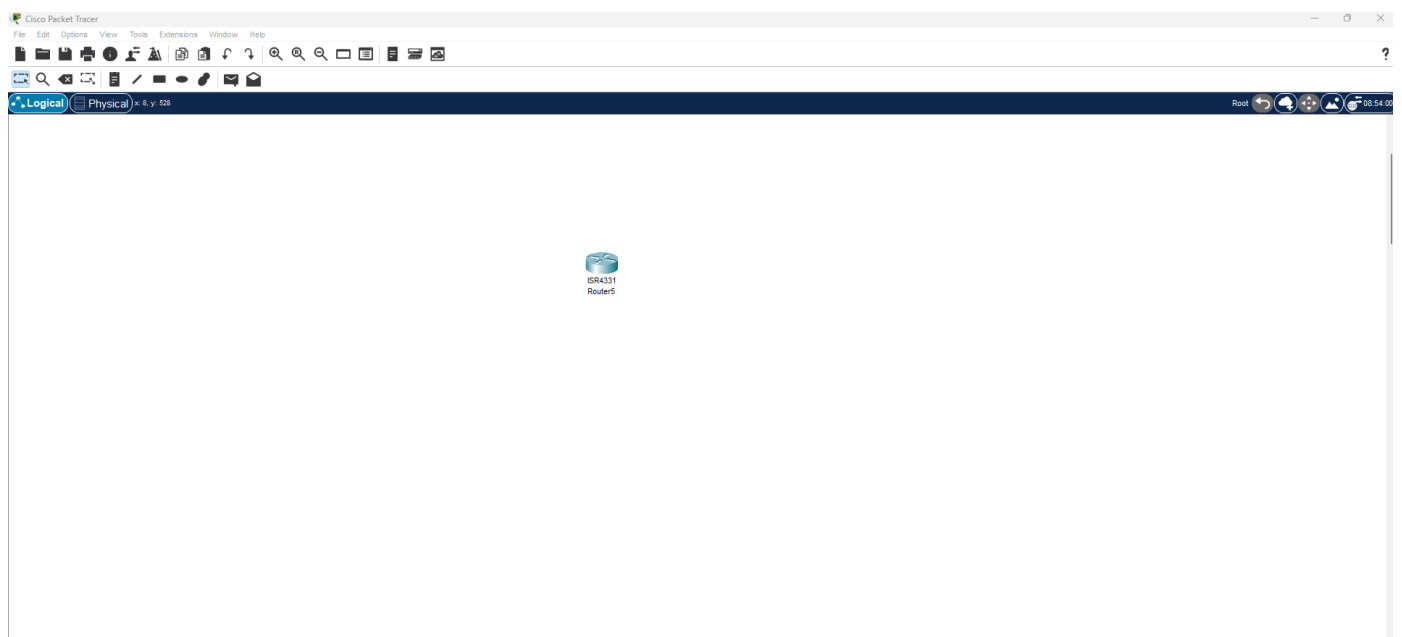 Cisco Packet Tracer
File Edit Options View Tools Extensions Window Help
?
Logical Physical x: 8, y: 528 Root 08:54:00
ISR4331
Router5